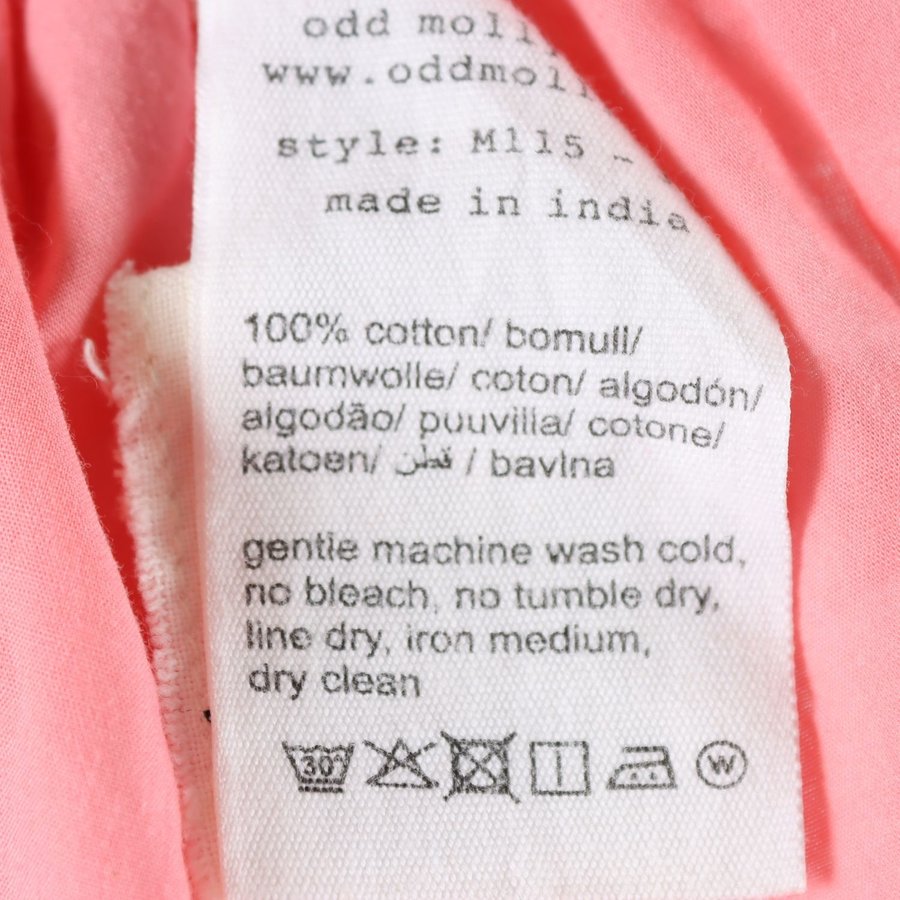 odd moll
www.oddmoll
style: M115 -
made in india
100% cotton/ bomull/
baumwolle/ coton/ algodón/
algodão/ puuvilla/ cotone/
katoen/ قطن / bavlna
gentle machine wash cold,
no bleach, no tumble dry,
line dry, iron medium,
dry clean
30° W